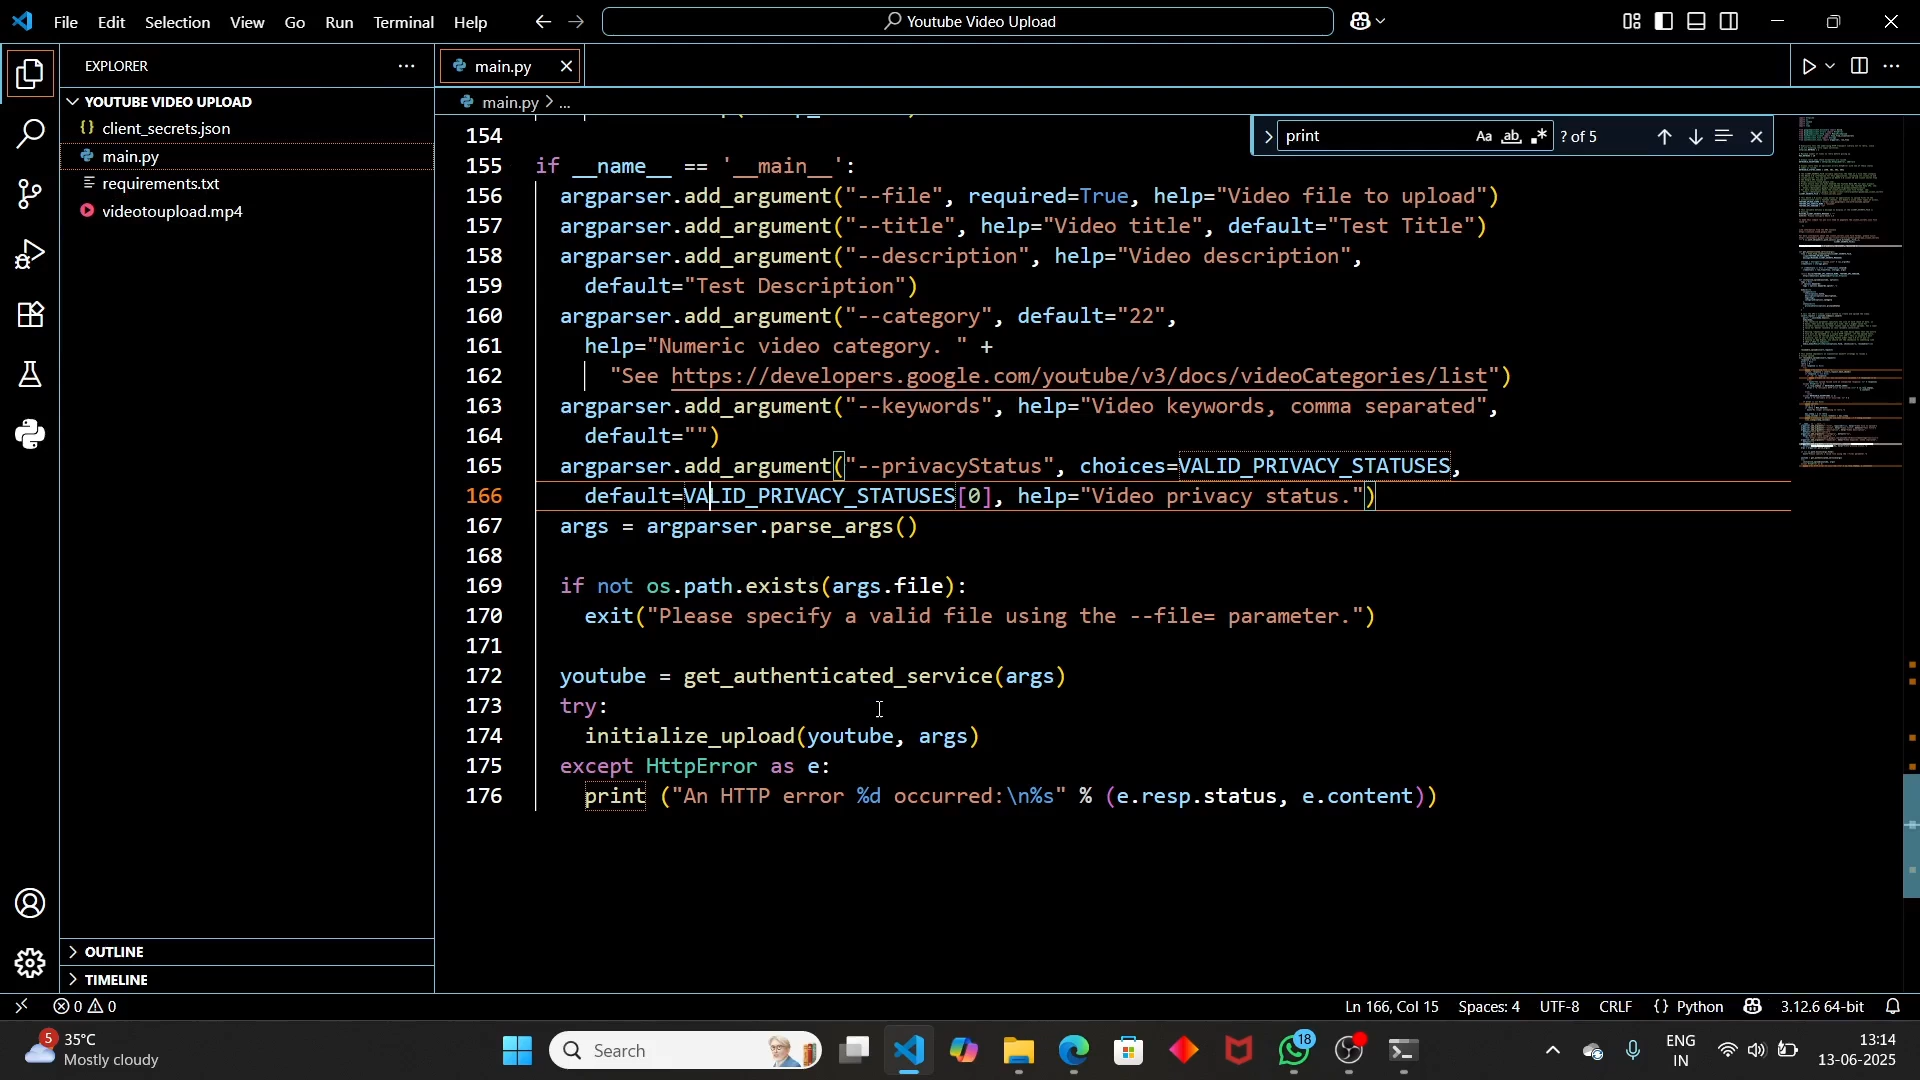 File Edit Selection View Go Run Terminal Help
Youtube Video Upload
EXPLORER
main.py
YOUTUBE VIDEO UPLOAD
client_secrets.json
main.py
requirements.txt
videotoupload.mp4
OUTLINE
TIMELINE
main.py > ...
print
Aa ab ? of 5
154
155 if __name__ == '__main__':
156 argparser.add_argument("--file", required=True, help="Video file to upload")
157 argparser.add_argument("--title", help="Video title", default="Test Title")
158 argparser.add_argument("--description", help="Video description",
159 default="Test Description")
160 argparser.add_argument("--category", default="22",
161 help="Numeric video category. " +
162 "See https://developers.google.com/youtube/v3/docs/videoCategories/list")
163 argparser.add_argument("--keywords", help="Video keywords, comma separated",
164 default="")
165 argparser.add_argument("--privacyStatus", choices=VALID_PRIVACY_STATUSES,
166 default=VALID_PRIVACY_STATUSES[0], help="Video privacy status.")
167 args = argparser.parse_args()
168
169 if not os.path.exists(args.file):
170 exit("Please specify a valid file using the --file= parameter.")
171
172 youtube = get_authenticated_service(args)
173 try:
174 initialize_upload(youtube, args)
175 except HttpError as e:
176 print ("An HTTP error %d occurred:\n%s" % (e.resp.status, e.content))
0 0
Ln 166, Col 15 Spaces: 4 UTF-8 CRLF {} Python 3.12.6 64-bit
5
35°C
Mostly cloudy
Search
18
ENG
IN
13:14
13-06-2025